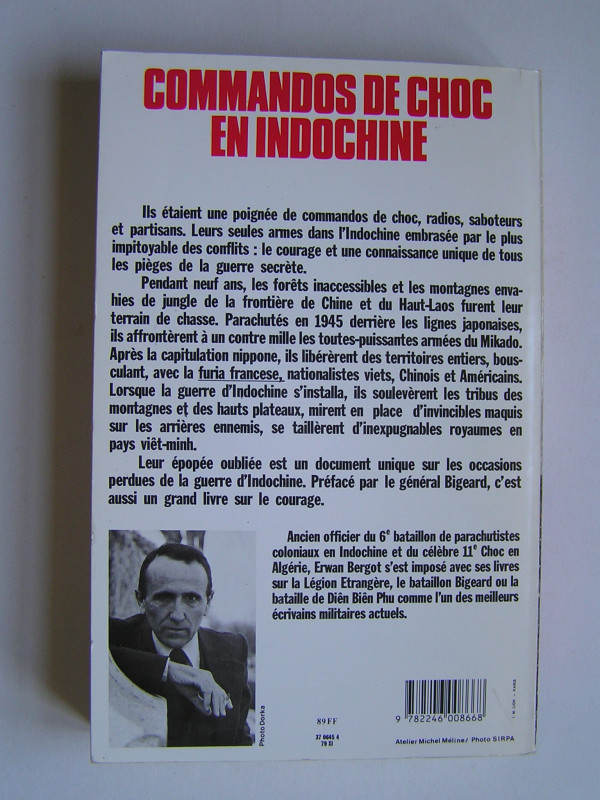 COMMANDOS DE CHOC
EN INDOCHINE
Ils étaient une poignée de commandos de choc, radios, saboteurs
et partisans. Leurs seules armes dans l'Indochine embrasée par le plus
impitoyable des conflits : le courage et une connaissance unique de tous
les pièges de la guerre secrète.
Pendant neuf ans, les forêts inaccessibles et les montagnes enva-
hies de jungle de la frontière de Chine et du Haut-Laos furent leur
terrain de chasse. Parachutés en 1945 derrière les lignes japonaises,
ils affrontèrent à un contre mille les toutes-puissantes armées du Mikado.
Après la capitulation nippone, ils libérèrent des territoires entiers, bous-
culant, avec la furia francese, nationalistes viets, Chinois et Américains.
Lorsque la guerre d'Indochine s'installa, ils soulevèrent les tribus des
montagnes et des hauts plateaux, mirent en place d'invincibles maquis
sur les arrières ennemis, se taillèrent d'inexpugnables royaumes en
pays viêt-minh.
Leur épopée oubliée est un document unique sur les occasions
perdues de la guerre d'Indochine. Préfacé par le général Bigeard, c'est
aussi un grand livre sur le courage.
Ancien officier du 6e bataillon de parachutistes
coloniaux en Indochine et du célèbre 11e Choc en
Algérie, Erwan Bergot s'est imposé avec ses livres
sur la Légion Etrangère, le bataillon Bigeard ou la
bataille de Diên Biên Phu comme l'un des meilleurs
écrivains militaires actuels.
Photo Dorka
89 FF
37 0645 4
79 XI
9 782246 008668
Atelier Michel Méline / Photo SIRPA